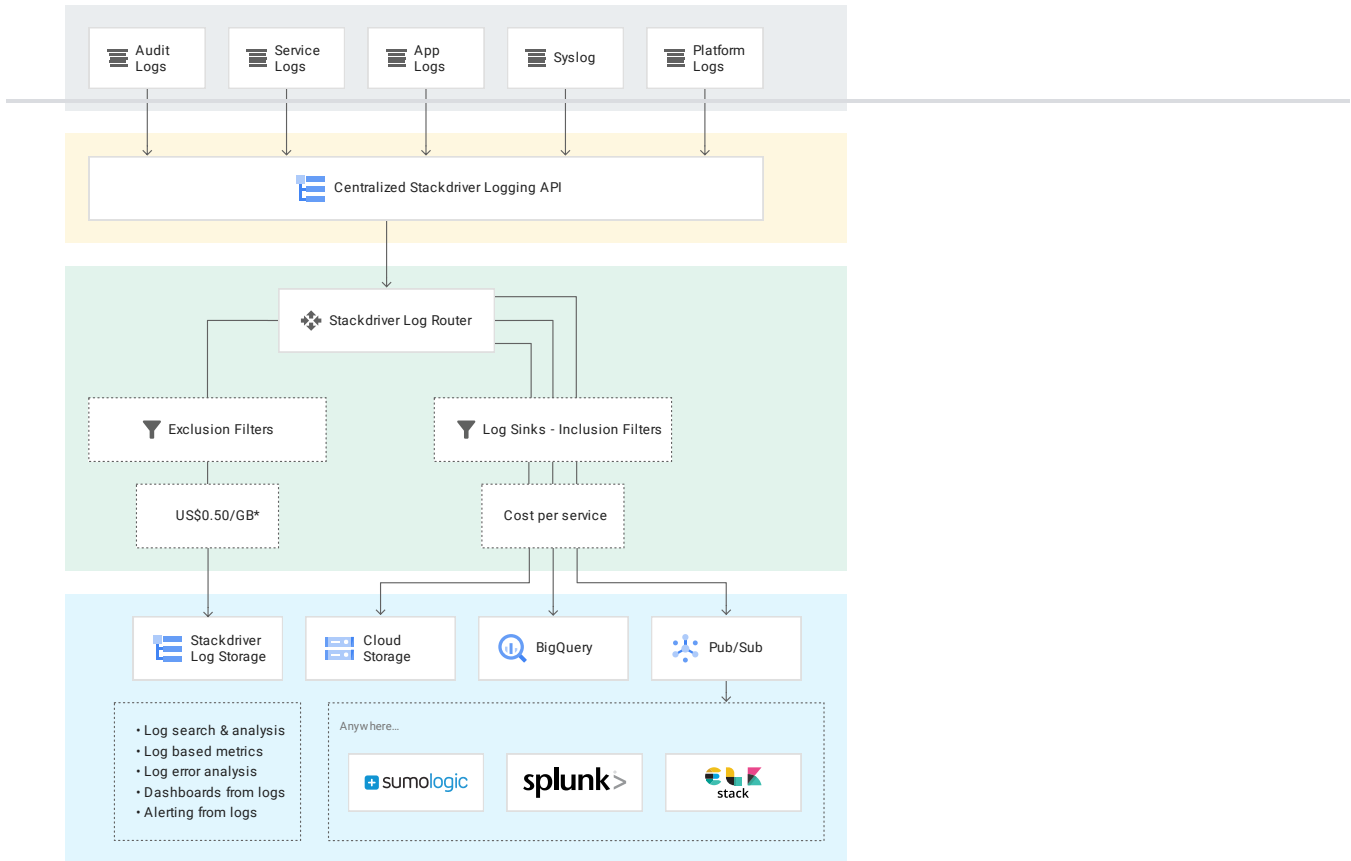 Audit
Logs
Service
Logs
App
Logs
Syslog
Platform
Logs
Centralized Stackdriver Logging API
Stackdriver Log Router
Exclusion Filters
Log Sinks - Inclusion Filters
US$0.50/GB*
Cost per service
Stackdriver
Log Storage
Cloud
Storage
BigQuery
Pub/Sub
• Log search & analysis
• Log based metrics
• Log error analysis
• Dashboards from logs
• Alerting from logs
Anywhere...
sumologic
splunk>
elk
stack